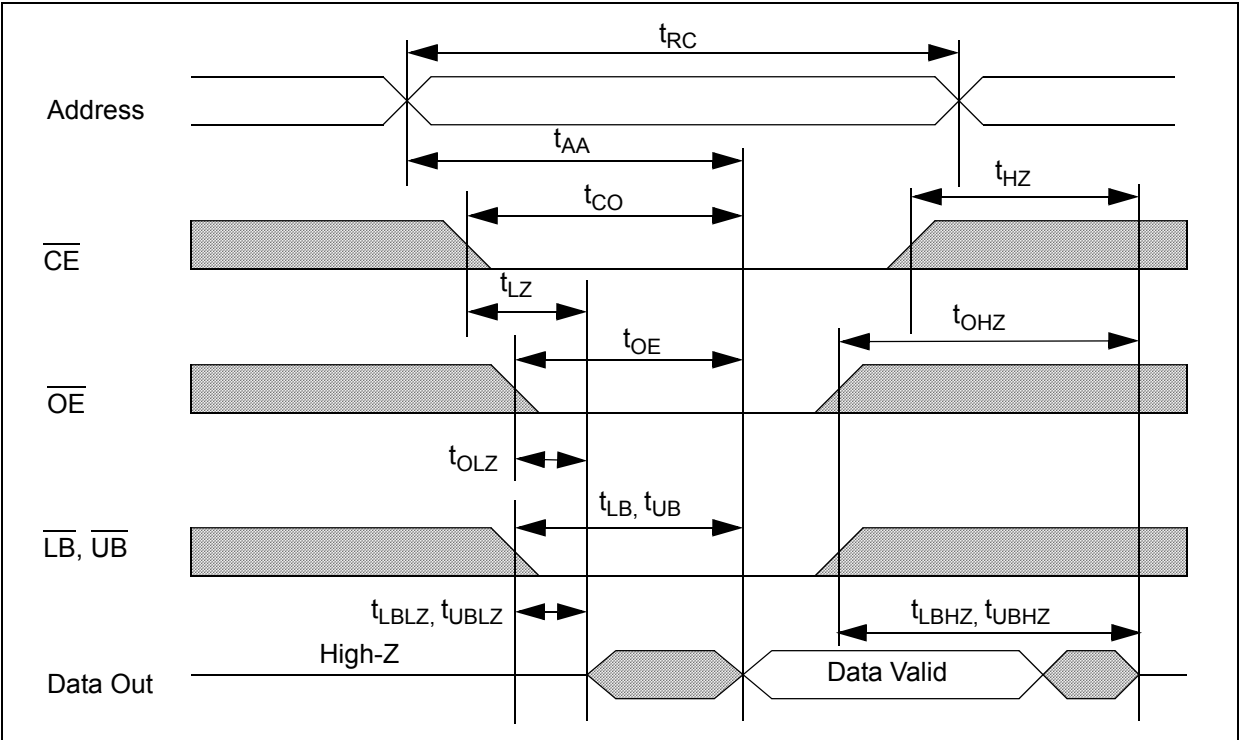 tRC
Address
tAA
tHZ
tCO
CE
tLZ
tOHZ
tOE
OE
tOLZ
tLB, tUB
LB, UB
tLBLZ, tUBLZ
tLBHZ, tUBHZ
High-Z
Data Valid
Data Out